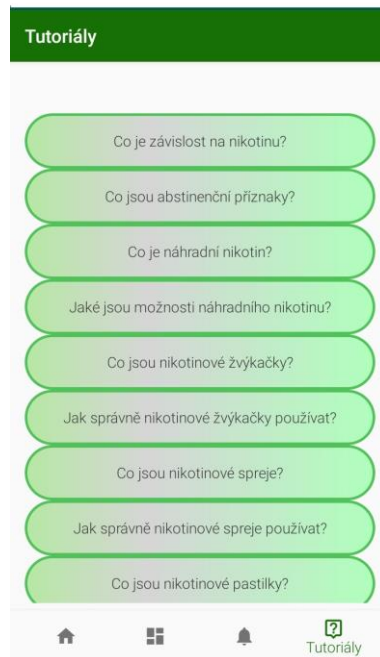 Tutoriály
Co je závislost na nikotinu?
Co jsou abstinenční příznaky?
Co je náhradní nikotin?
Jaké jsou možnosti náhradního nikotinu?
Co jsou nikotinové žvýkačky?
Jak správně nikotinové žvýkačky používat?
Co jsou nikotinové spreje?
Jak správně nikotinové spreje používat?
Co jsou nikotinové pastilky?
Tutoriály